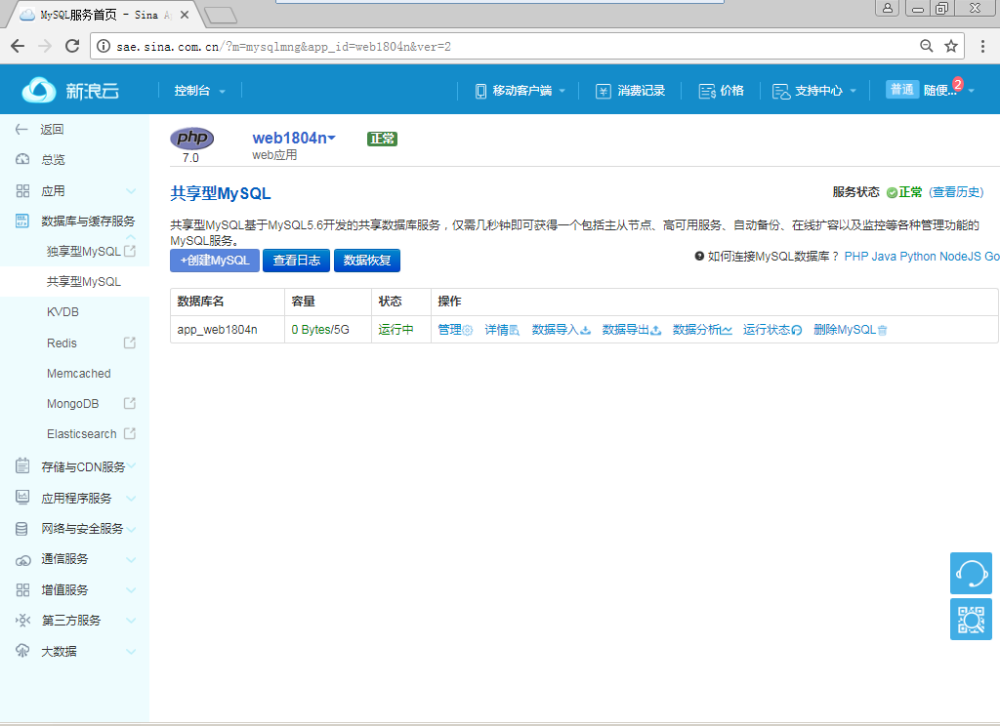 MySQL服务首页 - Sina A
sae.sina.com.cn/?m=mysqlmng&app_id=web1804n&ver=2
新浪云
控制台
移动客户端
消费记录
价格
支持中心
普通 随便... 2
返回
总览
应用
数据库与缓存服务
独享型MySQL
共享型MySQL
KVDB
Redis
Memcached
MongoDB
Elasticsearch
存储与CDN服务
应用程序服务
网络与安全服务
通信服务
增值服务
第三方服务
大数据
php
7.0
web1804n
web应用
正常
共享型MySQL
服务状态 正常 (查看历史)
共享型MySQL基于MySQL5.6开发的共享数据库服务，仅需几秒钟即可获得一个包括主从节点、高可用服务、自动备份、在线扩容以及监控等各种管理功能的
MySQL服务。
+创建MySQL 查看日志 数据恢复
如何连接MySQL数据库？ PHP Java Python NodeJS Go
数据库名 容量 状态 操作
app_web1804n 0 Bytes/5G 运行中 管理 详情 数据导入 数据导出 数据分析 运行状态 删除MySQL